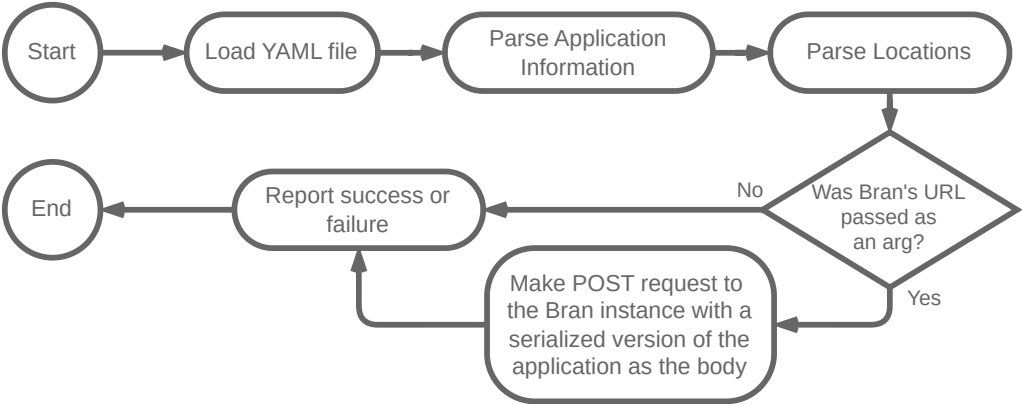 Start
Load YAML file
Parse Application
Information
Parse Locations
Was Bran's URL
passed as
an arg?
No
Yes
Report success or
failure
End
Make POST request to
the Bran instance with a
serialized version of the
application as the body